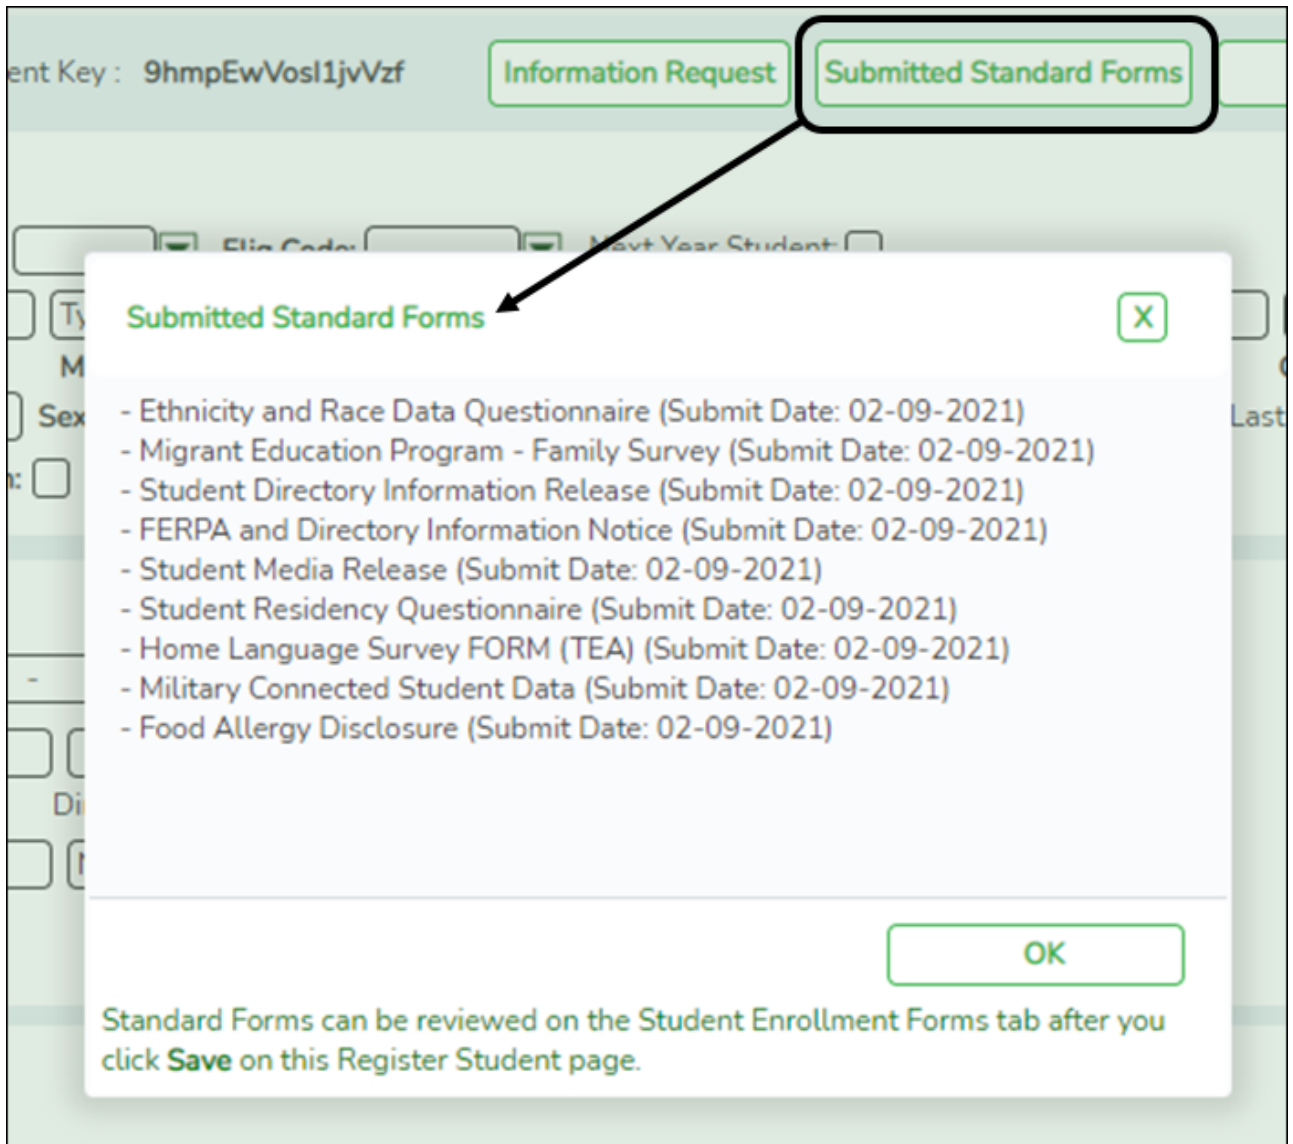 ent Key : 9hmpEwVosI1jvVzf Information Request Submitted Standard Forms
Elig Code: Next Year Student:
Submitted Standard Forms X
Ty
M
- Ethnicity and Race Data Questionnaire (Submit Date: 02-09-2021)
Sex Last
- Migrant Education Program - Family Survey (Submit Date: 02-09-2021)
- Student Directory Information Release (Submit Date: 02-09-2021)
- FERPA and Directory Information Notice (Submit Date: 02-09-2021)
- Student Media Release (Submit Date: 02-09-2021)
- Student Residency Questionnaire (Submit Date: 02-09-2021)
- Home Language Survey FORM (TEA) (Submit Date: 02-09-2021)
-
- Military Connected Student Data (Submit Date: 02-09-2021)
- Food Allergy Disclosure (Submit Date: 02-09-2021)
Di
OK
Standard Forms can be reviewed on the Student Enrollment Forms tab after you
click Save on this Register Student page.